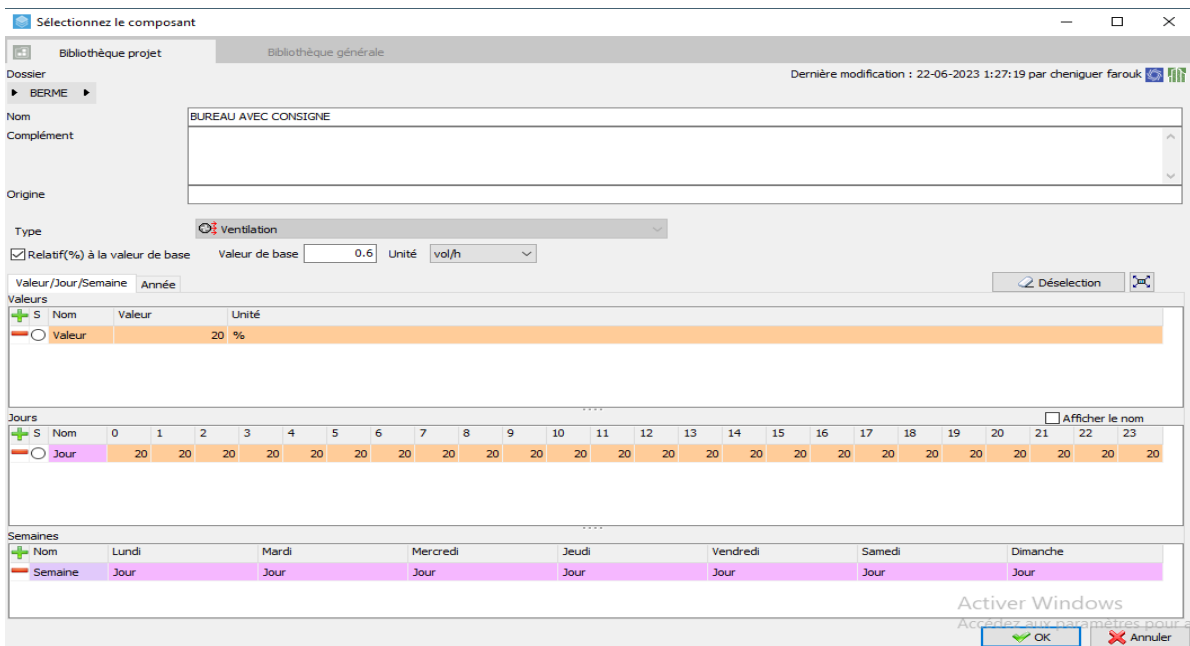 Sélectionnez le composant
Bibliothèque projet Bibliothèque générale
Dossier Dernière modification : 22-06-2023 1:27:19 par cheniguer farouk
BERME
Nom BUREAU AVEC CONSIGNE
Complément
Origine
Type Ventilation
Relatif(%) à la valeur de base Valeur de base 0.6 Unité vol/h
Valeur/Jour/Semaine Année Déselection
Valeurs
S Nom Valeur Unité
Valeur 20 %
Jours Afficher le nom
S Nom 0 1 2 3 4 5 6 7 8 9 10 11 12 13 14 15 16 17 18 19 20 21 22 23
Jour 20 20 20 20 20 20 20 20 20 20 20 20 20 20 20 20 20 20 20 20 20 20 20 20
Semaines
Nom Lundi Mardi Mercredi Jeudi Vendredi Samedi Dimanche
Semaine Jour Jour Jour Jour Jour Jour Jour
Activer Windows
Accédez aux paramètres pour a
OK Annuler